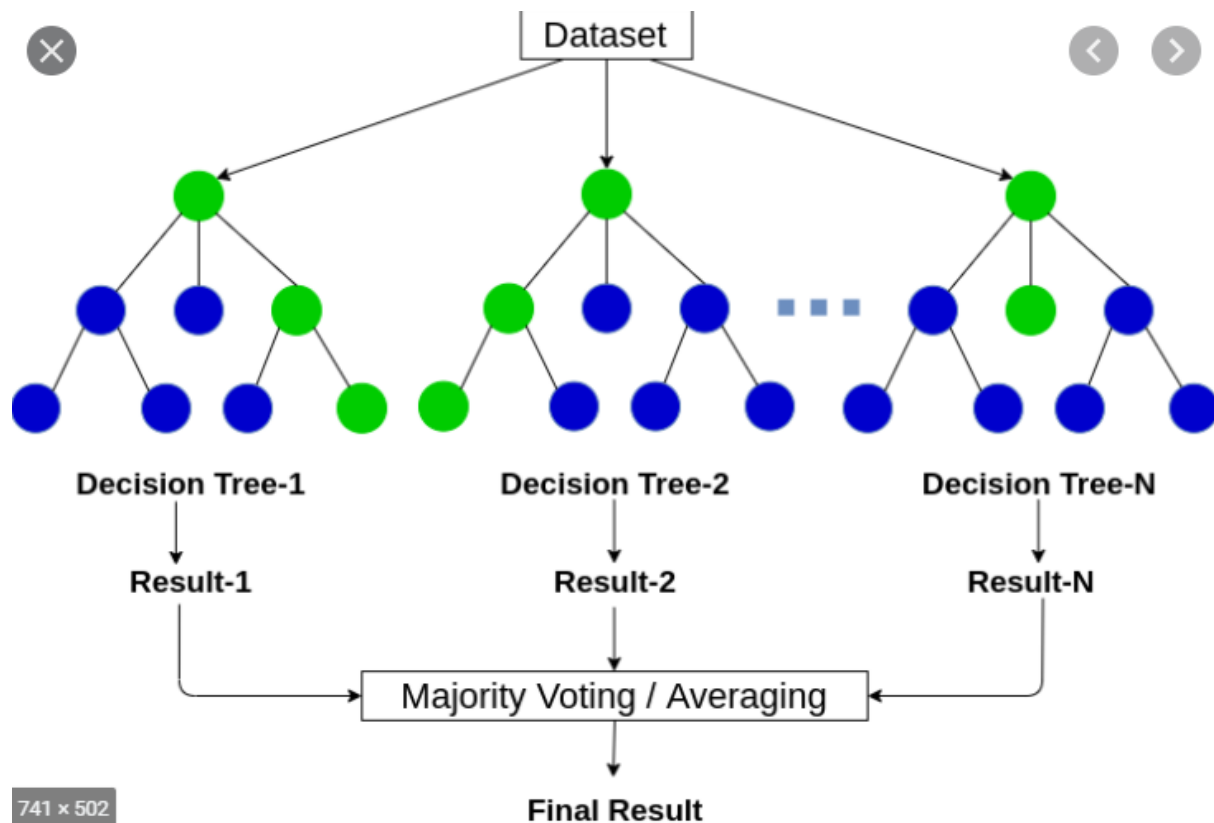 Dataset
Decision Tree-1
Decision Tree-2
Decision Tree-N
Result-1
Result-2
Result-N
Majority Voting / Averaging
741 × 502
Final Result